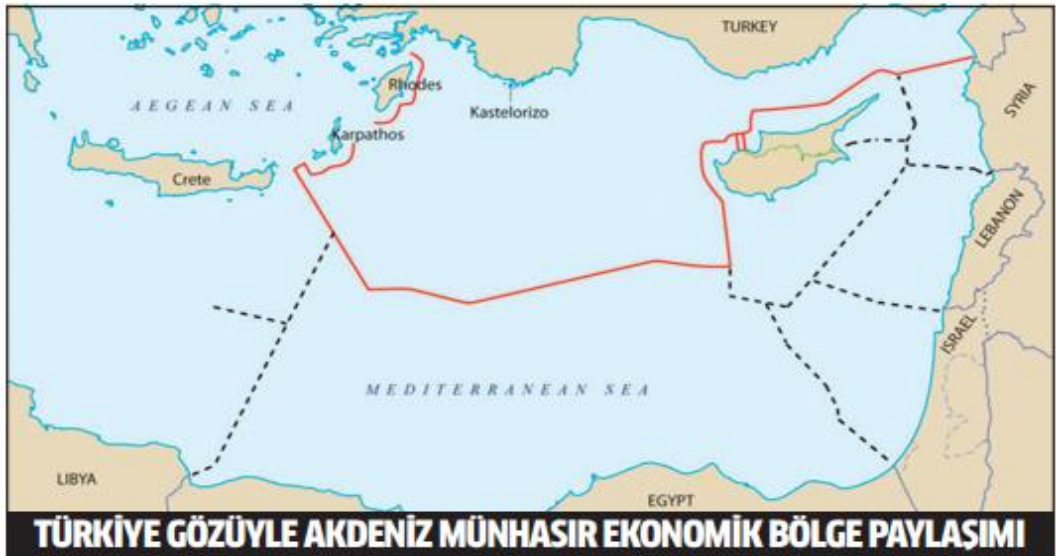 TURKEY
Rhodes
AEGEAN SEA
Kastelorizo
SYRIA
Karpathos
Crete
LEBANON
ISRAEL
MEDITERRANEAN SEA
LIBYA
EGYPT
TÜRKİYE GÖZÜYLE AKDENİZ MÜNHASIR EKONOMİK BÖLGE PAYLAŞIMI